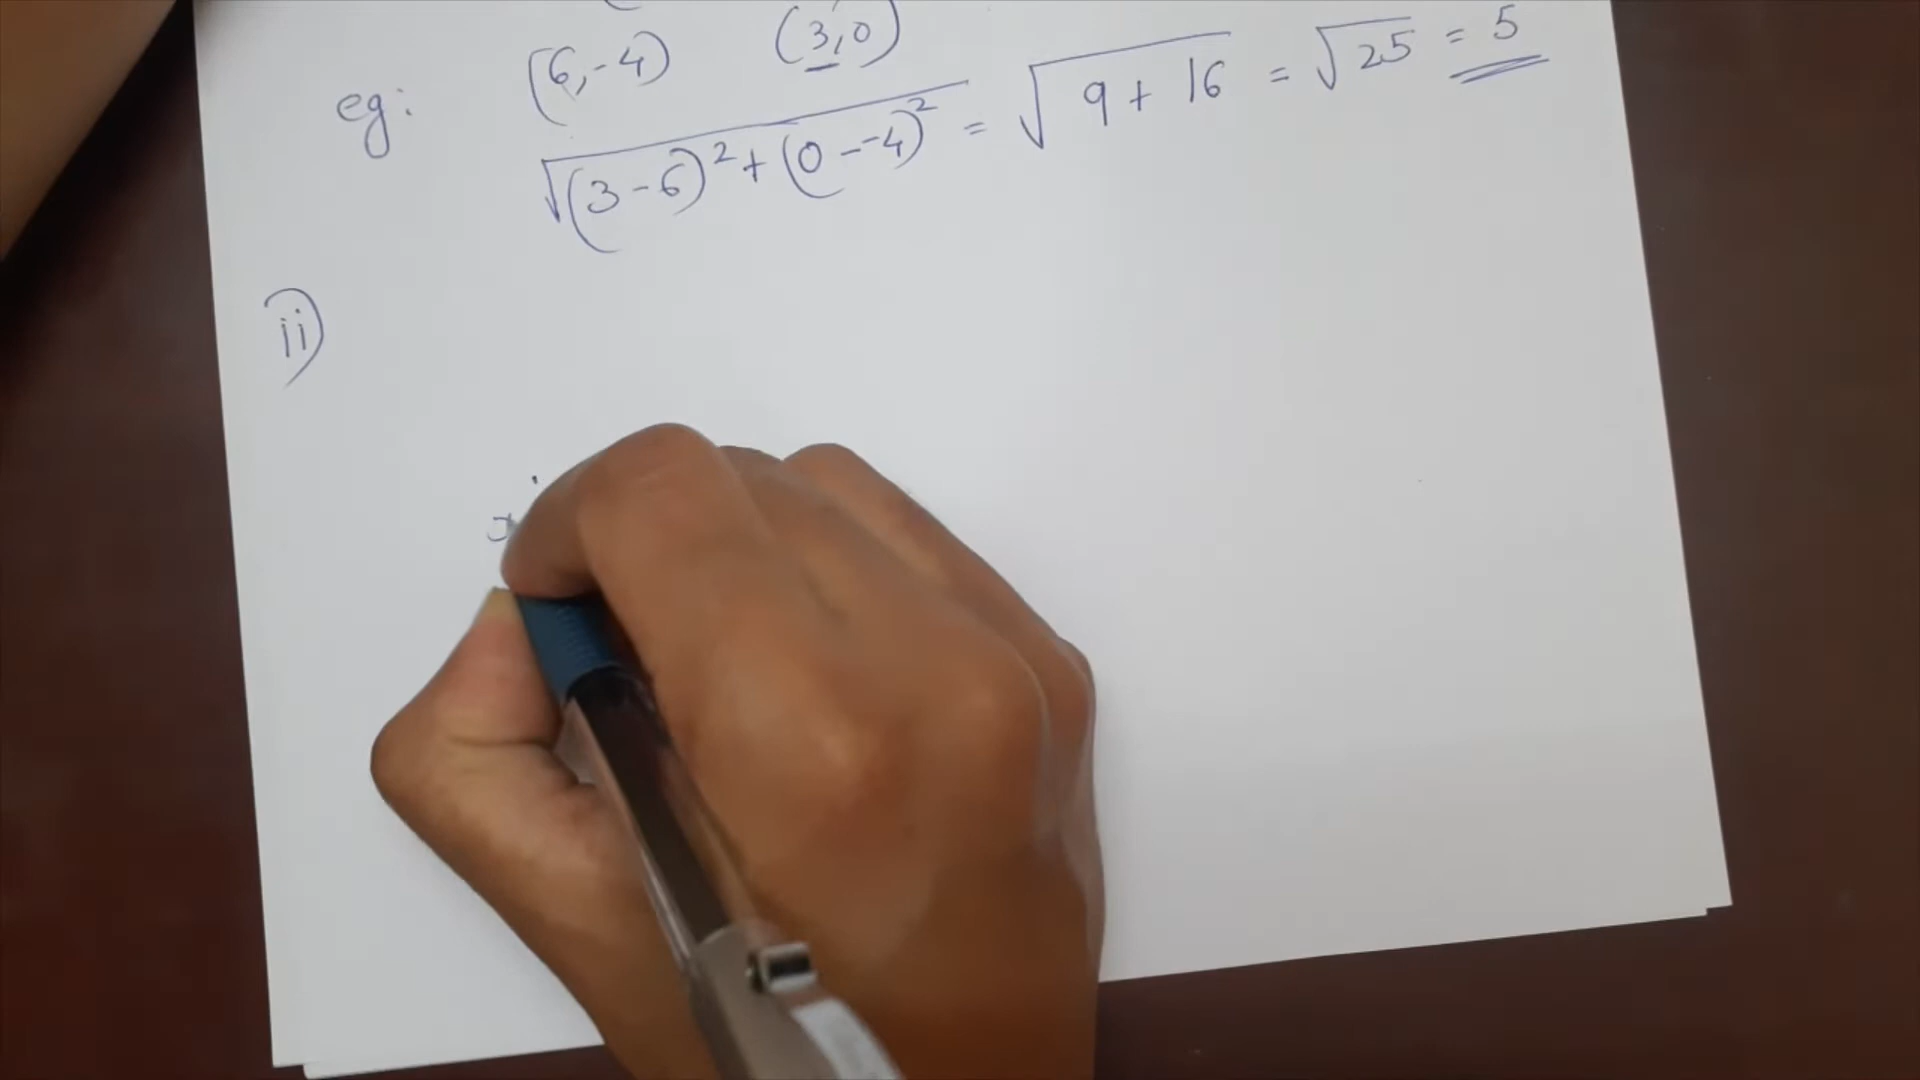 eg: (6,-4) (3,0)
√(3-6)² + (0--4)² = √9 + 16 = √25 = 5
ii)
x